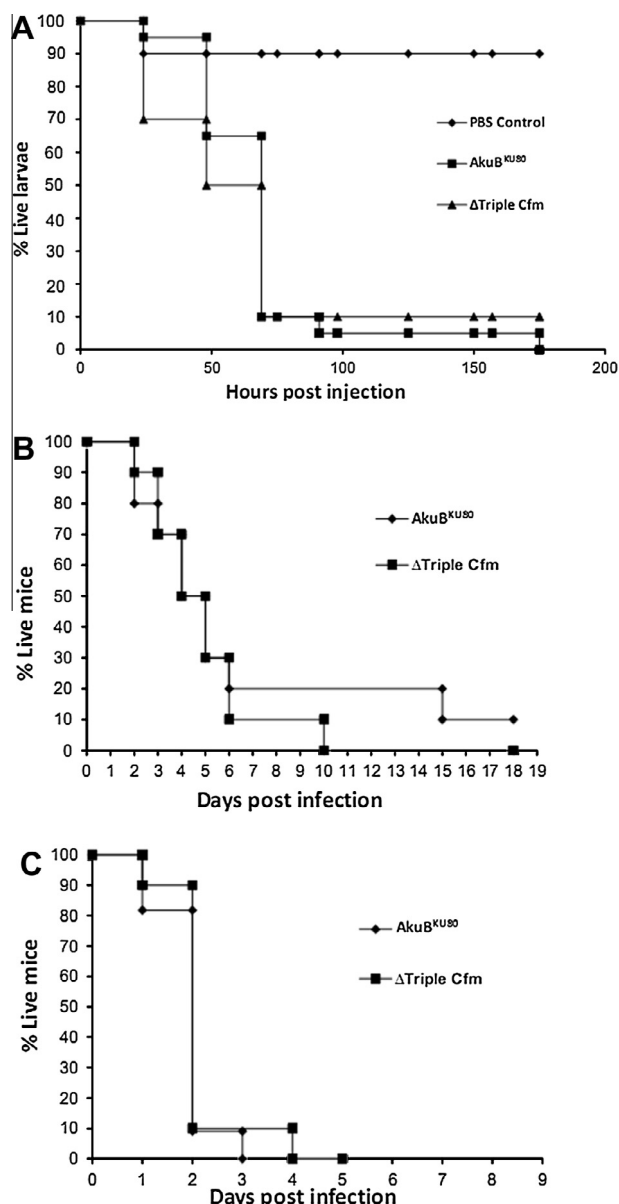 A
100
90
80
70
60
50
40
30
20
10
0
% Live larvae
PBS Control
AkuB^KU80
ΔTriple Cfm
0 50 100 150 200
Hours post injection
B
100
90
80
70
60
50
40
30
20
10
0
% Live mice
AkuB^KU80
ΔTriple Cfm
0 1 2 3 4 5 6 7 8 9 10 11 12 13 14 15 16 17 18 19
Days post infection
C
100
90
80
70
60
50
40
30
20
10
0
% Live mice
AkuB^KU80
ΔTriple Cfm
0 1 2 3 4 5 6 7 8 9
Days post infection